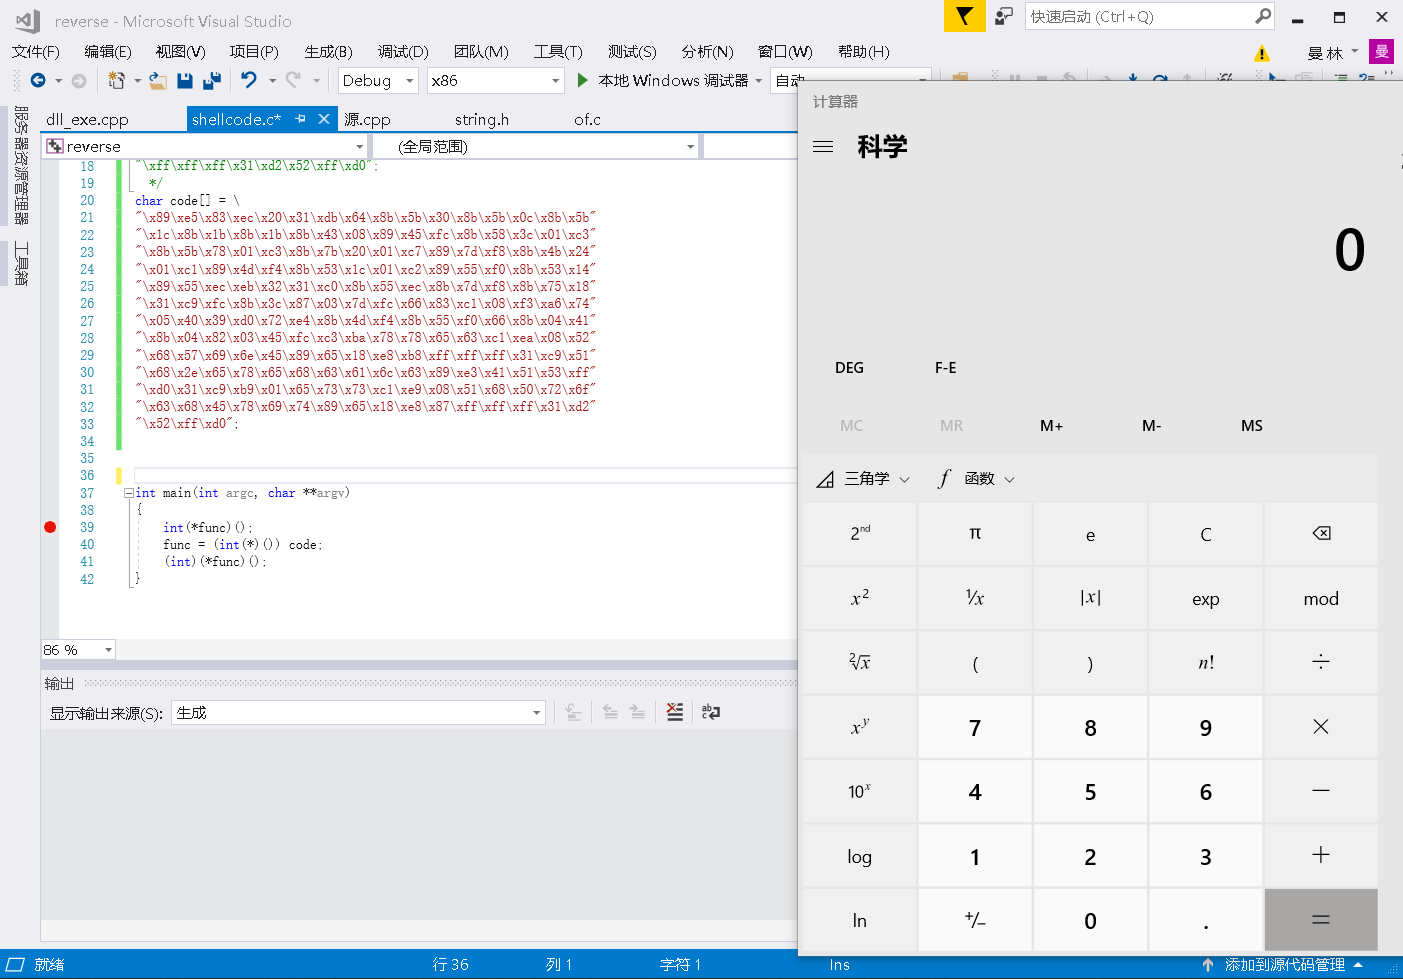 reverse - Microsoft Visual Studio
快速启动 (Ctrl+Q)
文件(F) 编辑(E) 视图(V) 项目(P) 生成(B) 调试(D) 团队(M) 工具(T) 测试(S) 分析(N) 窗口(W) 帮助(H)
曼 林 曼
Debug x86 本地 Windows 调试器 自动
服务器资源管理器
工具箱
dll_exe.cpp shellcode.c* 源.cpp string.h of.c
reverse (全局范围)
18 "\xff\xff\xff\x31\xd2\x52\xff\xd0";
19 */
20 char code[] = \
21 "\x89\xe5\x83\xec\x20\x31\xdb\x64\x8b\x5b\x30\x8b\x5b\x0c\x8b\x5b"
22 "\x1c\x8b\x1b\x8b\x1b\x8b\x43\x08\x89\x45\xfc\x8b\x58\x3c\x01\xc3"
23 "\x8b\x5b\x78\x01\xc3\x8b\x7b\x20\x01\xc7\x89\x7d\xf8\x8b\x4b\x24"
24 "\x01\xc1\x89\x4d\xf4\x8b\x53\x1c\x01\xc2\x89\x55\xf0\x8b\x53\x14"
25 "\x89\x55\xec\xeb\x32\x31\xc0\x8b\x55\xec\x8b\x7d\xf8\x8b\x75\x18"
26 "\x31\xc9\xfc\x8b\x3c\x87\x03\x7d\xfc\x66\x83\xc1\x08\xf3\xa6\x74"
27 "\x05\x40\x39\xd0\x72\xe4\x8b\x4d\xf4\x8b\x55\xf0\x66\x8b\x04\x41"
28 "\x8b\x04\x82\x03\x45\xfc\xc3\xba\x78\x78\x65\x63\xc1\xea\x08\x52"
29 "\x68\x57\x69\x6e\x45\x89\x65\x18\xe8\xb8\xff\xff\xff\x31\xc9\x51"
30 "\x68\x2e\x65\x78\x65\x68\x63\x61\x6c\x63\x89\xe3\x41\x51\x53\xff"
31 "\xd0\x31\xc9\xb9\x01\x65\x73\x73\xc1\xe9\x08\x51\x68\x50\x72\x6f"
32 "\x63\x68\x45\x78\x69\x74\x89\x65\x18\xe8\x87\xff\xff\xff\x31\xd2"
33 "\x52\xff\xd0";
34
35
36
37 int main(int argc, char **argv)
38 {
39 int(*func)();
40 func = (int(*)()) code;
41 (int)(*func)();
42 }
86 %
输出
显示输出来源(S): 生成
就绪 行 36 列 1 字符 1 Ins 添加到源代码管理
计算器
科学
0
DEG F-E
MC MR M+ M- MS
三角学 f 函数
2nd π e C
x2 1/x |x| exp mod
2√x ( ) n! ÷
xy 7 8 9 ×
10x 4 5 6 −
log 1 2 3 +
ln +/− 0 . =